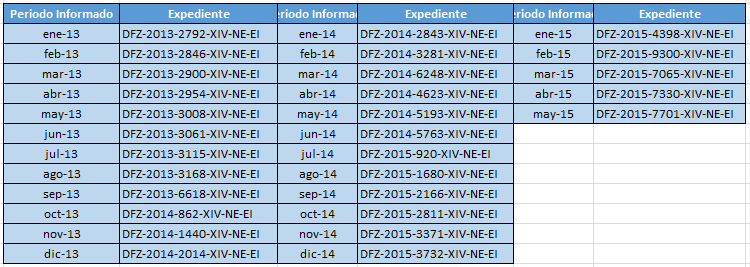 Periodo Informado Expediente Periodo Informado Expediente Periodo Informado Expediente
ene-13 DFZ-2013-2792-XIV-NE-EI ene-14 DFZ-2014-2843-XIV-NE-EI ene-15 DFZ-2015-4398-XIV-NE-EI
feb-13 DFZ-2013-2846-XIV-NE-EI feb-14 DFZ-2014-3281-XIV-NE-EI feb-15 DFZ-2015-9300-XIV-NE-EI
mar-13 DFZ-2013-2900-XIV-NE-EI mar-14 DFZ-2014-6248-XIV-NE-EI mar-15 DFZ-2015-7065-XIV-NE-EI
abr-13 DFZ-2013-2954-XIV-NE-EI abr-14 DFZ-2014-4623-XIV-NE-EI abr-15 DFZ-2015-7330-XIV-NE-EI
may-13 DFZ-2013-3008-XIV-NE-EI may-14 DFZ-2014-5193-XIV-NE-EI may-15 DFZ-2015-7701-XIV-NE-EI
jun-13 DFZ-2013-3061-XIV-NE-EI jun-14 DFZ-2014-5763-XIV-NE-EI
jul-13 DFZ-2013-3115-XIV-NE-EI jul-14 DFZ-2015-920-XIV-NE-EI
ago-13 DFZ-2013-3168-XIV-NE-EI ago-14 DFZ-2015-1680-XIV-NE-EI
sep-13 DFZ-2013-6618-XIV-NE-EI sep-14 DFZ-2015-2166-XIV-NE-EI
oct-13 DFZ-2014-862-XIV-NE-EI oct-14 DFZ-2015-2811-XIV-NE-EI
nov-13 DFZ-2014-1440-XIV-NE-EI nov-14 DFZ-2015-3371-XIV-NE-EI
dic-13 DFZ-2014-2014-XIV-NE-EI dic-14 DFZ-2015-3732-XIV-NE-EI